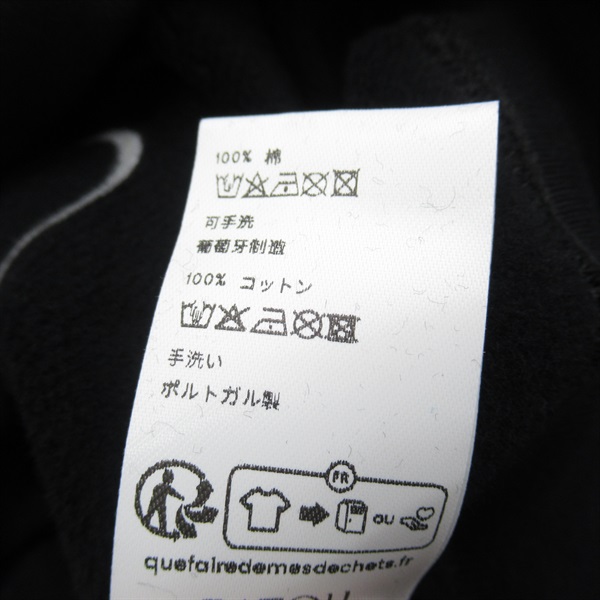 100% 棉
可手洗
葡萄牙制造
100% コットン
手洗い
ポルトガル製
FR
OU
quefairedemesdechets.fr